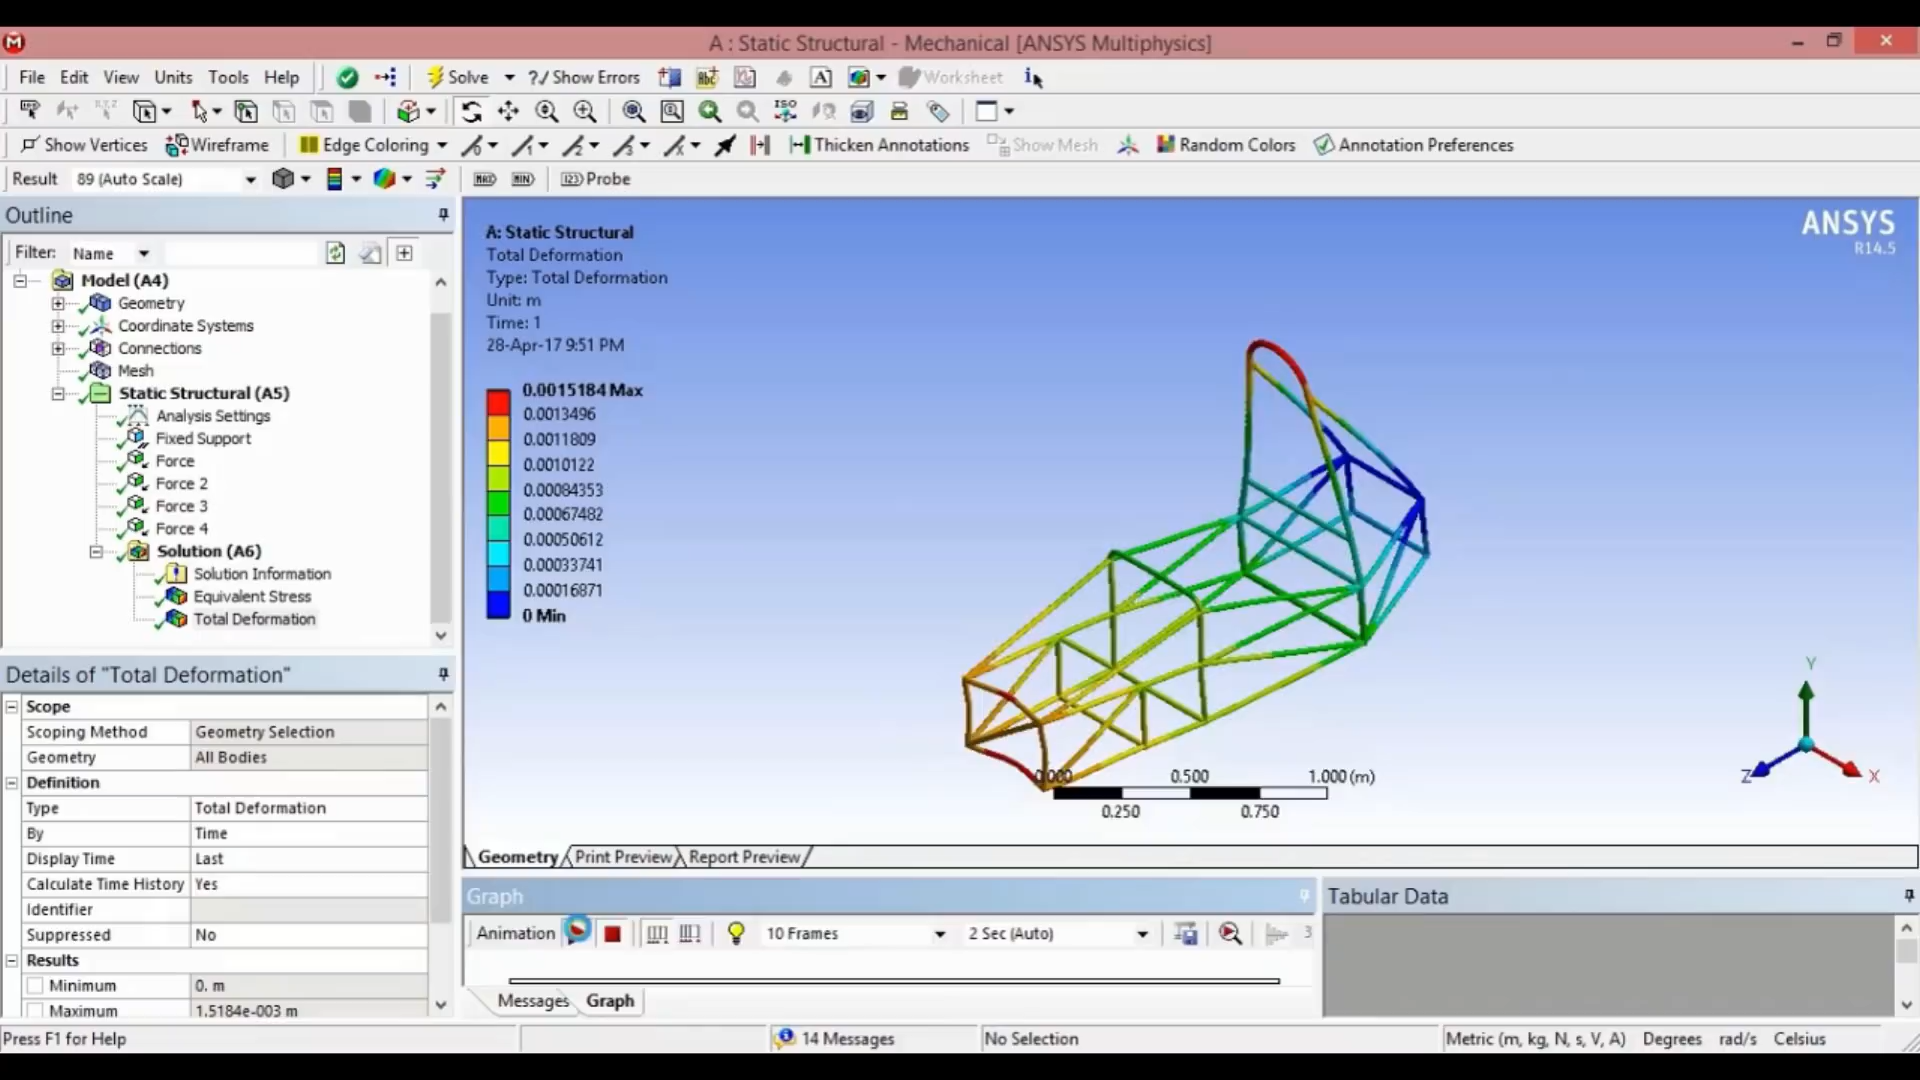 A : Static Structural - Mechanical [ANSYS Multiphysics]
File Edit View Units Tools Help Solve ?/ Show Errors Worksheet
Show Vertices Wireframe Edge Coloring Thicken Annotations Show Mesh Random Colors Annotation Preferences
Result 89 (Auto Scale) MAX MIN Probe
Outline
Filter: Name
Model (A4)
Geometry
Coordinate Systems
Connections
Mesh
Static Structural (A5)
Analysis Settings
Fixed Support
Force
Force 2
Force 3
Force 4
Solution (A6)
Solution Information
Equivalent Stress
Total Deformation
Details of "Total Deformation"
Scope
Scoping Method Geometry Selection
Geometry All Bodies
Definition
Type Total Deformation
By Time
Display Time Last
Calculate Time History Yes
Identifier
Suppressed No
Results
Minimum 0. m
Maximum 1.5184e-003 m
A: Static Structural
Total Deformation
Type: Total Deformation
Unit: m
Time: 1
28-Apr-17 9:51 PM
0.0015184 Max
0.0013496
0.0011809
0.0010122
0.00084353
0.00067482
0.00050612
0.00033741
0.00016871
0 Min
ANSYS
R14.5
Y
Z X
0.000 0.500 1.000 (m)
0.250 0.750
Geometry Print Preview Report Preview
Graph
Animation 10 Frames 2 Sec (Auto) 3
Messages Graph
Tabular Data
Press F1 for Help 14 Messages No Selection Metric (m, kg, N, s, V, A) Degrees rad/s Celsius